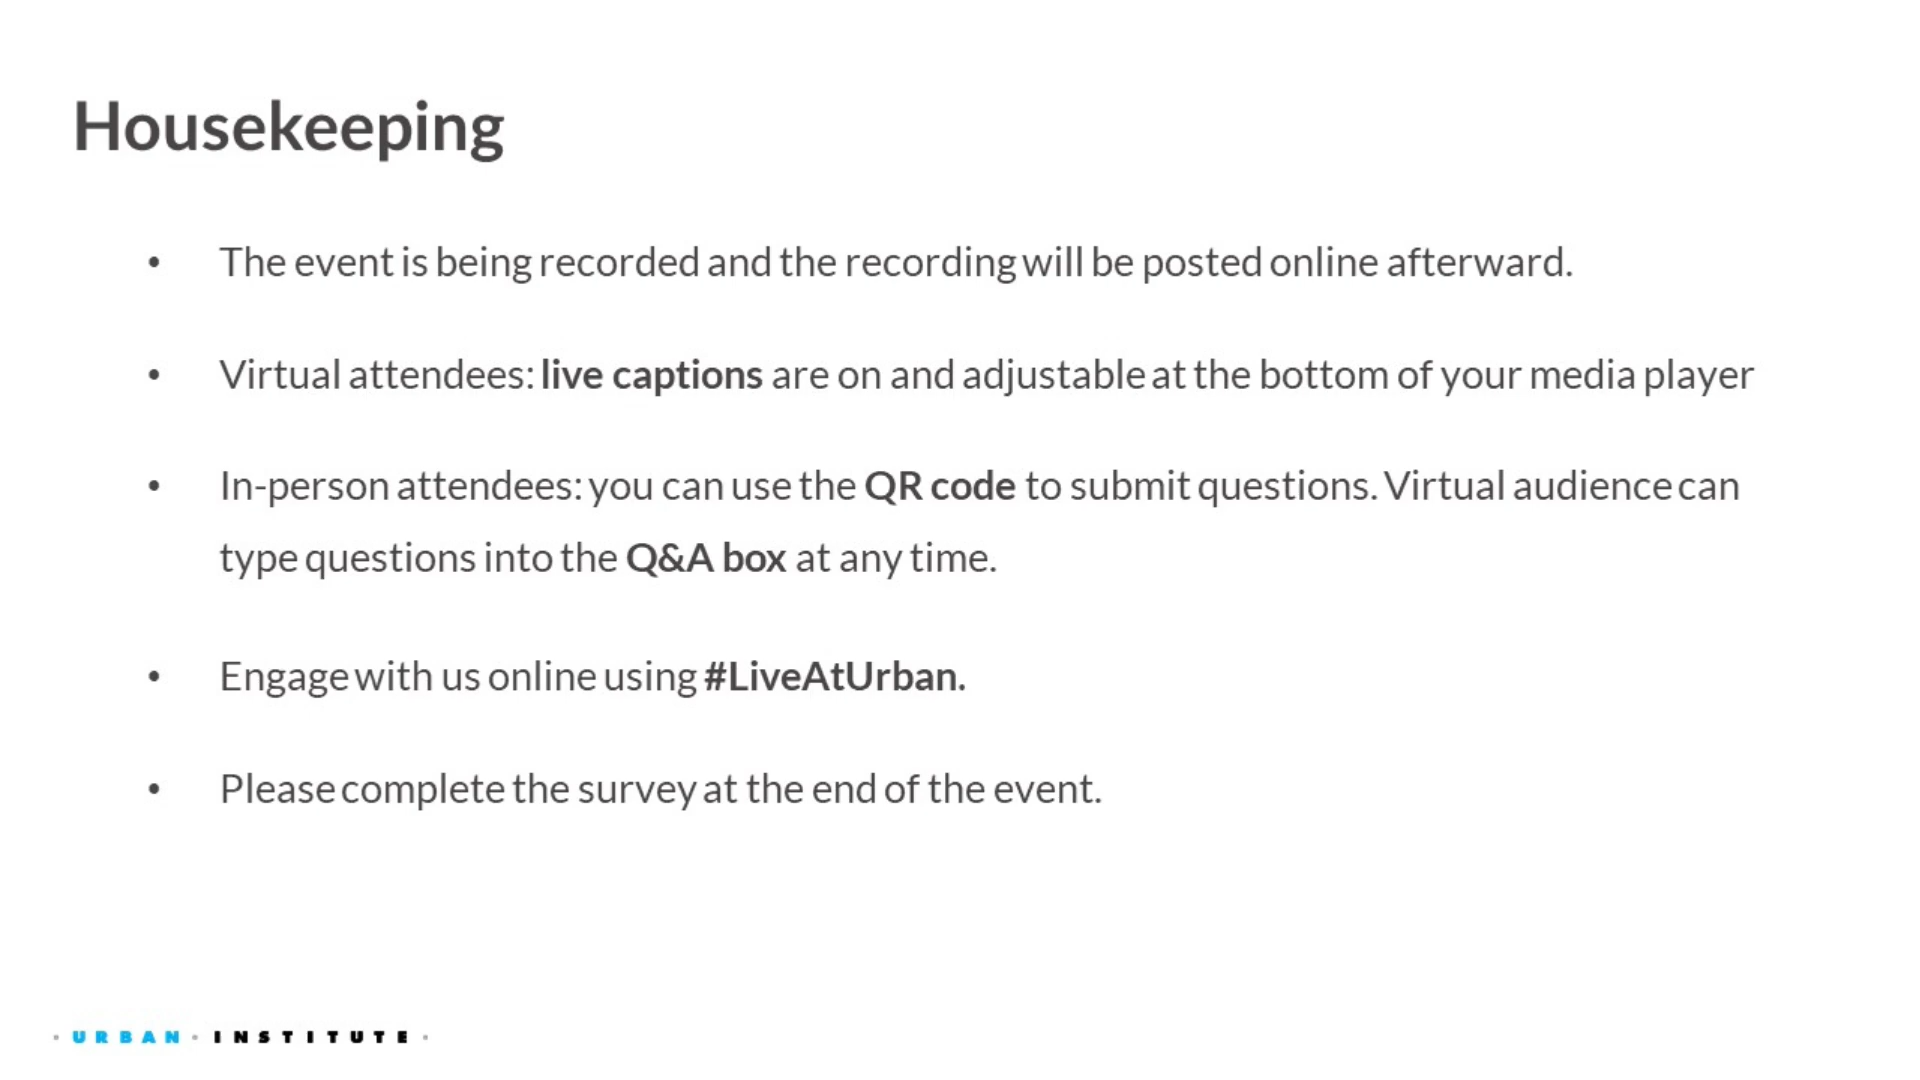 Housekeeping
• The event is being recorded and the recording will be posted online afterward.
• Virtual attendees: live captions are on and adjustable at the bottom of your media player
• In-person attendees: you can use the QR code to submit questions. Virtual audience can
type questions into the Q&A box at any time.
• Engage with us online using #LiveAtUrban.
• Please complete the survey at the end of the event.
· URBAN · INSTITUTE ·